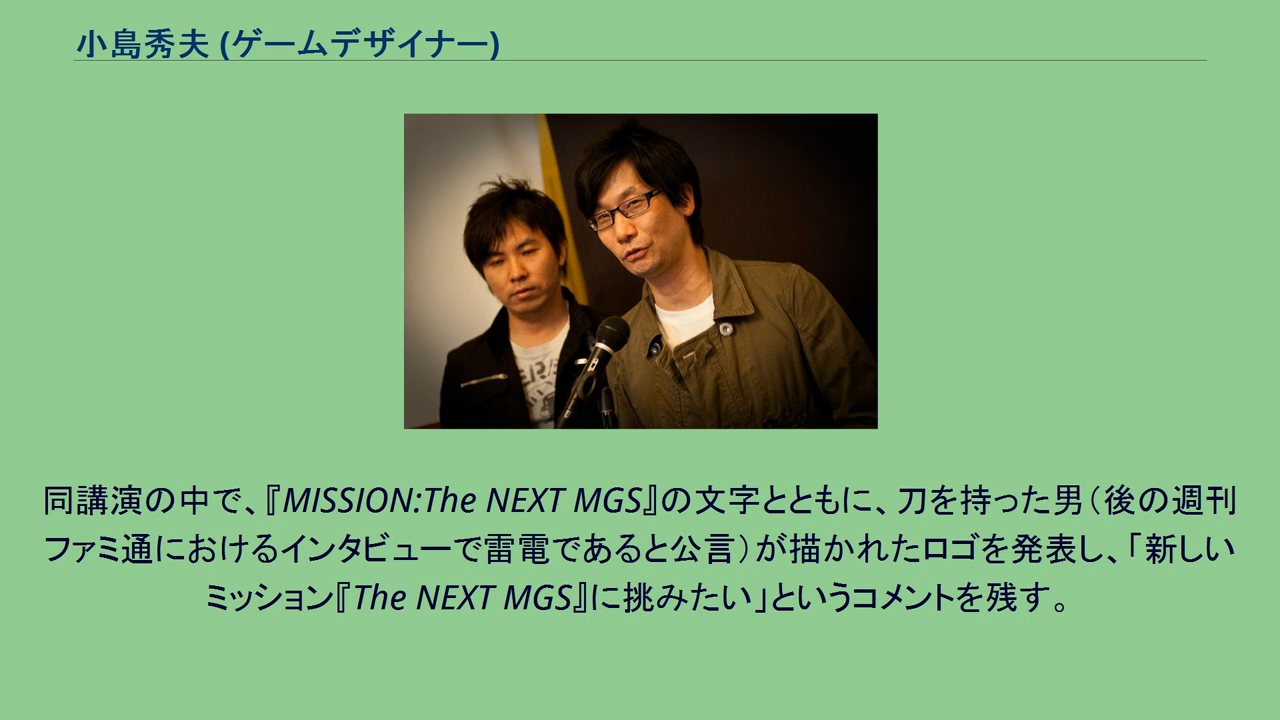 小島秀夫 (ゲームデザイナー)
同講演の中で、『MISSION:The NEXT MGS』の文字とともに、刀を持った男（後の週刊
ファミ通におけるインタビューで雷電であると公言）が描かれたロゴを発表し、「新しい
ミッション『The NEXT MGS』に挑みたい」というコメントを残す。